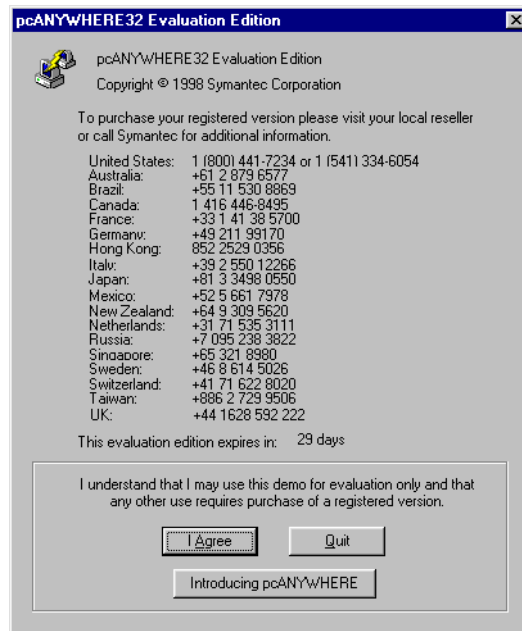 pcANYWHERE32 Evaluation Edition
pcANYWHERE32 Evaluation Edition
Copyright © 1998 Symantec Corporation
To purchase your registered version please visit your local reseller
or call Symantec for additional information.
United States: 1 (800) 441-7234 or 1 (541) 334-6054
Australia: +61 2 879 6577
Brazil: +55 11 530 8869
Canada: 1 416 446-8495
France: +33 1 41 38 5700
Germany: +49 211 99170
Hong Kong: 852 2529 0356
Italy: +39 2 550 12266
Japan: +81 3 3498 0550
Mexico: +52 5 661 7978
New Zealand: +64 9 309 5620
Netherlands: +31 71 535 3111
Russia: +7 095 238 3822
Singapore: +65 321 8980
Sweden: +46 8 614 5026
Switzerland: +41 71 622 8020
Taiwan: +886 2 729 9506
UK: +44 1628 592 222
This evaluation edition expires in: 29 days
I understand that I may use this demo for evaluation only and that
any other use requires purchase of a registered version.
I Agree Quit
Introducing pcANYWHERE